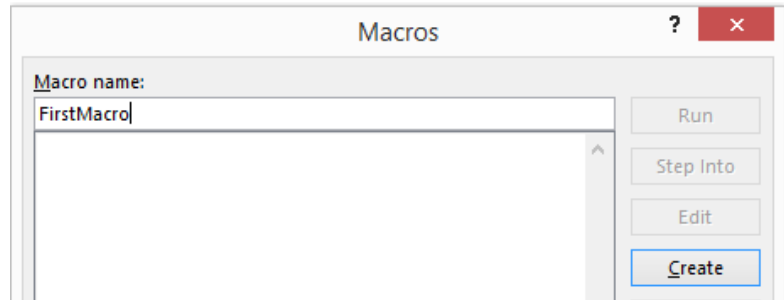 Macros
?
×
Macro name:
FirstMacro
Run
Step Into
Edit
Create